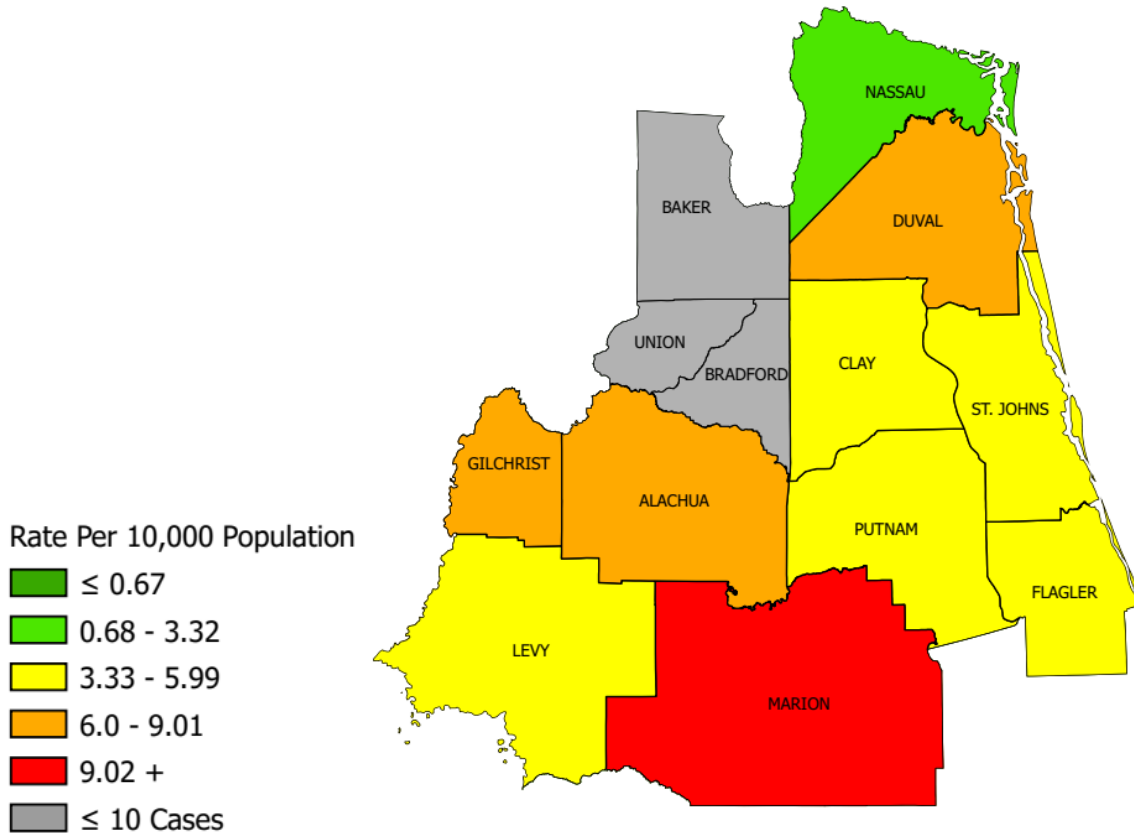 NASSAU
BAKER
DUVAL
UNION
BRADFORD
CLAY
ST. JOHNS
GILCHRIST
ALACHUA
PUTNAM
FLAGLER
LEVY
MARION
Rate Per 10,000 Population
≤ 0.67
0.68 - 3.32
3.33 - 5.99
6.0 - 9.01
9.02 +
≤ 10 Cases